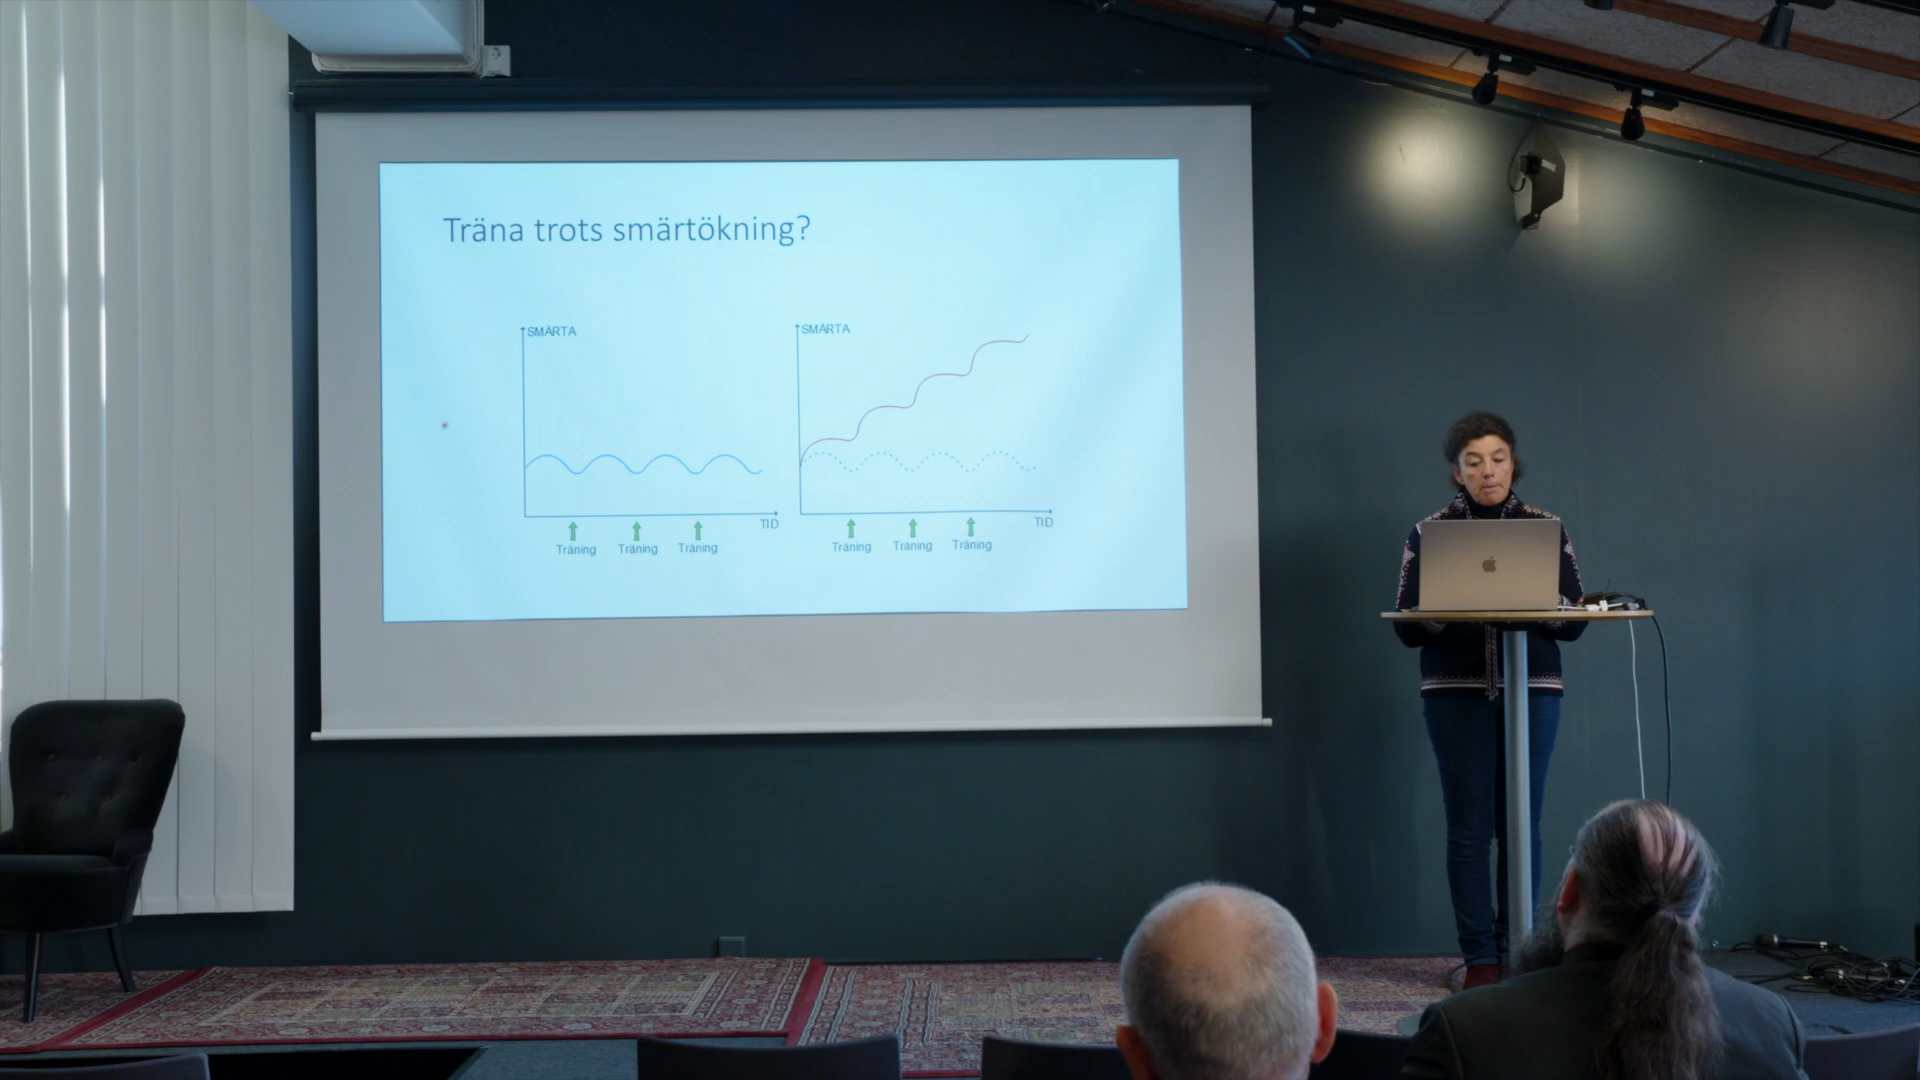 Träna trots smärtökning?
SMÄRTA
TID
Träning Träning Träning
SMÄRTA
TID
Träning Träning Träning